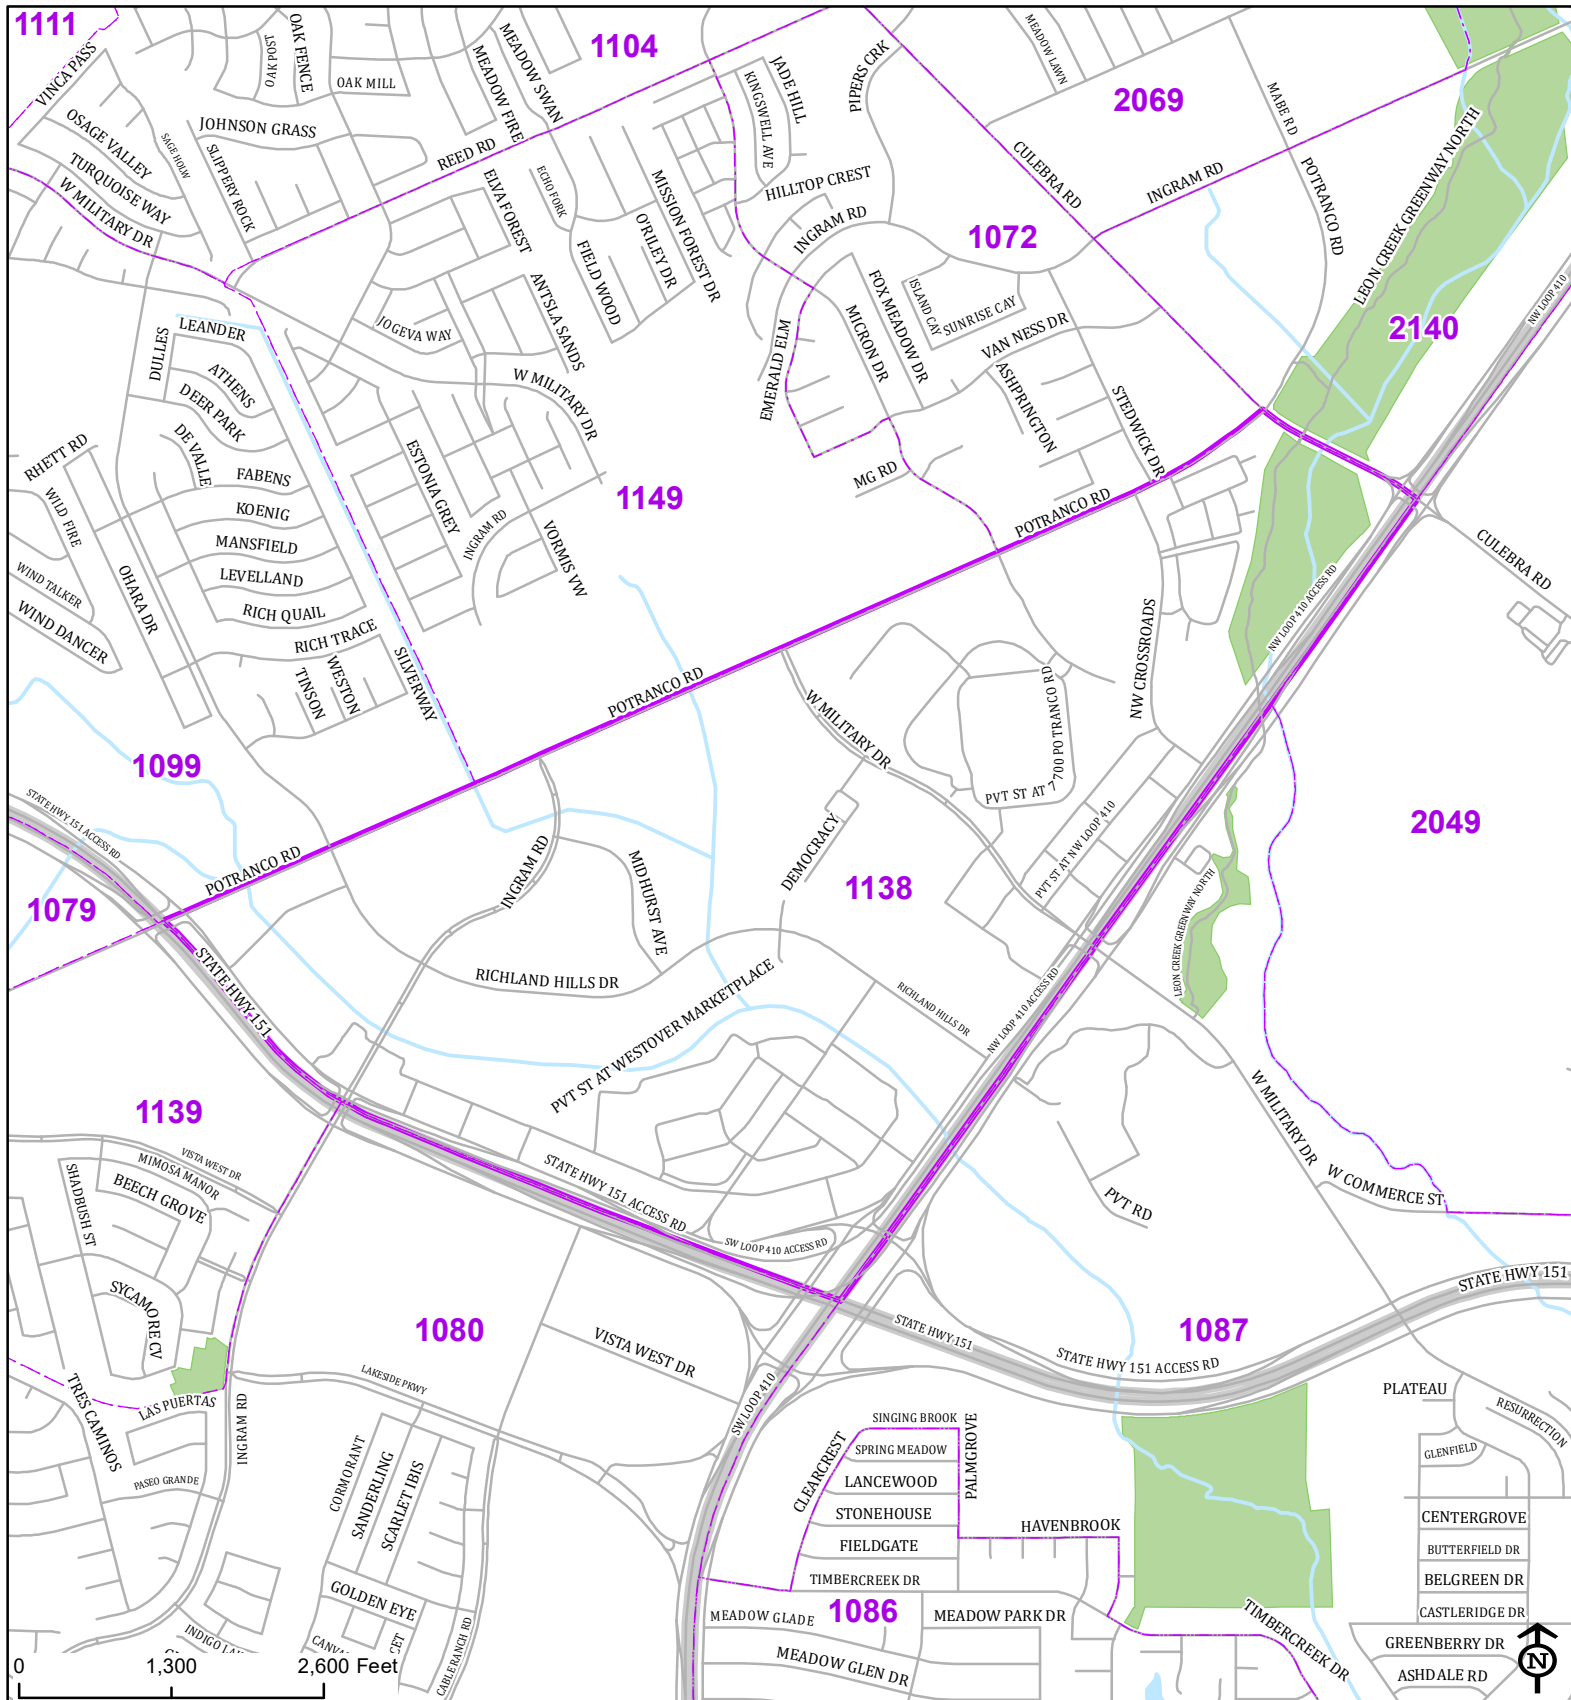 1111
OAK FENCE
OAK POST
1104
MEADOW SWAN
MEADOW FIRE
VINCA PASS
OAK MILL
JADE HILL
KINGSWELL AVE
PIPERS CRK
MEADOW LAWN
2069
MABE RD
OSAGE VALLEY
JOHNSON GRASS
SAGE HOLW
SLIPPERY ROCK
TURQUOISE WAY
W MILITARY DR
REED RD
ECHO FORK
ELVA FOREST
MISSION FOREST DR
O'RILEY DR
FIELD WOOD
HILLTOP CREST
INGRAM RD
CULEBRA RD
INGRAM RD
POTRANCO RD
LEON CREEK GREENWAY NORTH
1072
2140
NW LOOP 410
ANTSLA SANDS
JOGEVA WAY
LEANDER
DULLES
ATHENS
DEER PARK
DE VALLE
W MILITARY DR
EMERALD ELM
MICRON DR
FOX MEADOW DR
ISLAND CAY
SUNRISE CAY
VAN NESS DR
ASHPRINGTON
STEDWICK DR
RHETT RD
WILD FIRE
FABENS
KOENIG
MANSFIELD
LEVELLAND
RICH QUAIL
RICH TRACE
ESTONIA GREY
INGRAM RD
VORMIS VW
1149
MG RD
POTRANCO RD
CULEBRA RD
NW LOOP 410 ACCESS RD
WIND TALKER
WIND DANCER
OHARA DR
TINSON
WESTON
SILVERWAY
POTRANCO RD
W MILITARY DR
NW CROSSROADS
PVT ST AT 7700 POTRANCO RD
1099
STATE HWY 151 ACCESS RD
POTRANCO RD
INGRAM RD
MIDHURST AVE
DEMOCRACY
PVT ST AT NW LOOP 410
2049
1138
1079
LEON CREEK GREENWAY NORTH
STATE HWY 151
RICHLAND HILLS DR
PVT ST AT WESTOVER MARKETPLACE
RICHLAND HILLS DR
NW LOOP 410 ACCESS RD
1139
W MILITARY DR
VISTA WEST DR
MIMOSA MANOR
BEECH GROVE
SHADBUSH ST
STATE HWY 151 ACCESS RD
PVT RD
W COMMERCE ST
SW LOOP 410 ACCESS RD
STATE HWY 151
SYCAMORE CV
1080
VISTA WEST DR
STATE HWY 151
1087
STATE HWY 151 ACCESS RD
TRES CAMINOS
LAS PUERTAS
INGRAM RD
LAKESIDE PKWY
SW LOOP 410
PLATEAU
RESURRECTION
GLENFIELD
PASEO GRANDE
CORMORANT
SANDERLING
SCARLET IBIS
CLEARCREST
SINGING BROOK
SPRING MEADOW
LANCEWOOD
STONEHOUSE
FIELDGATE
TIMBERCREEK DR
PALMGROVE
HAVENBROOK
CENTERGROVE
BUTTERFIELD DR
BELGREEN DR
CASTLERIDGE DR
GOLDEN EYE
CABLERANCH RD
1086
MEADOW GLADE
MEADOW PARK DR
MEADOW GLEN DR
TIMBERCREEK DR
GREENBERRY DR
ASHDALE RD
0
1,300
2,600 Feet
N